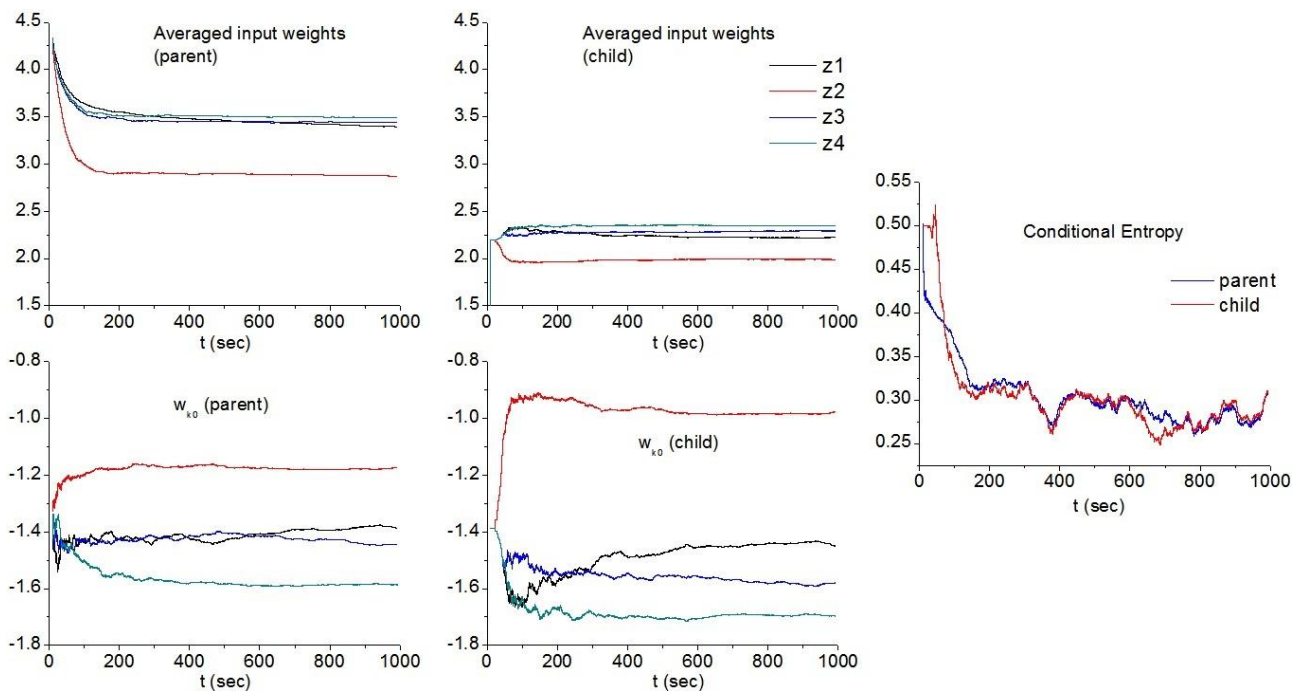 Averaged input weights
(parent)
4.5
4.0
3.5
3.0
2.5
2.0
1.5
0 200 400 600 800 1000
t (sec)
Averaged input weights
(child)
z1
z2
z3
z4
4.5
4.0
3.5
3.0
2.5
2.0
1.5
0 200 400 600 800 1000
t (sec)
w k0 (parent)
-0.8
-1.0
-1.2
-1.4
-1.6
-1.8
0 200 400 600 800 1000
t (sec)
w k0 (child)
-0.8
-1.0
-1.2
-1.4
-1.6
-1.8
0 200 400 600 800 1000
t (sec)
Conditional Entropy
parent
child
0.55
0.50
0.45
0.40
0.35
0.30
0.25
0 200 400 600 800 1000
t (sec)